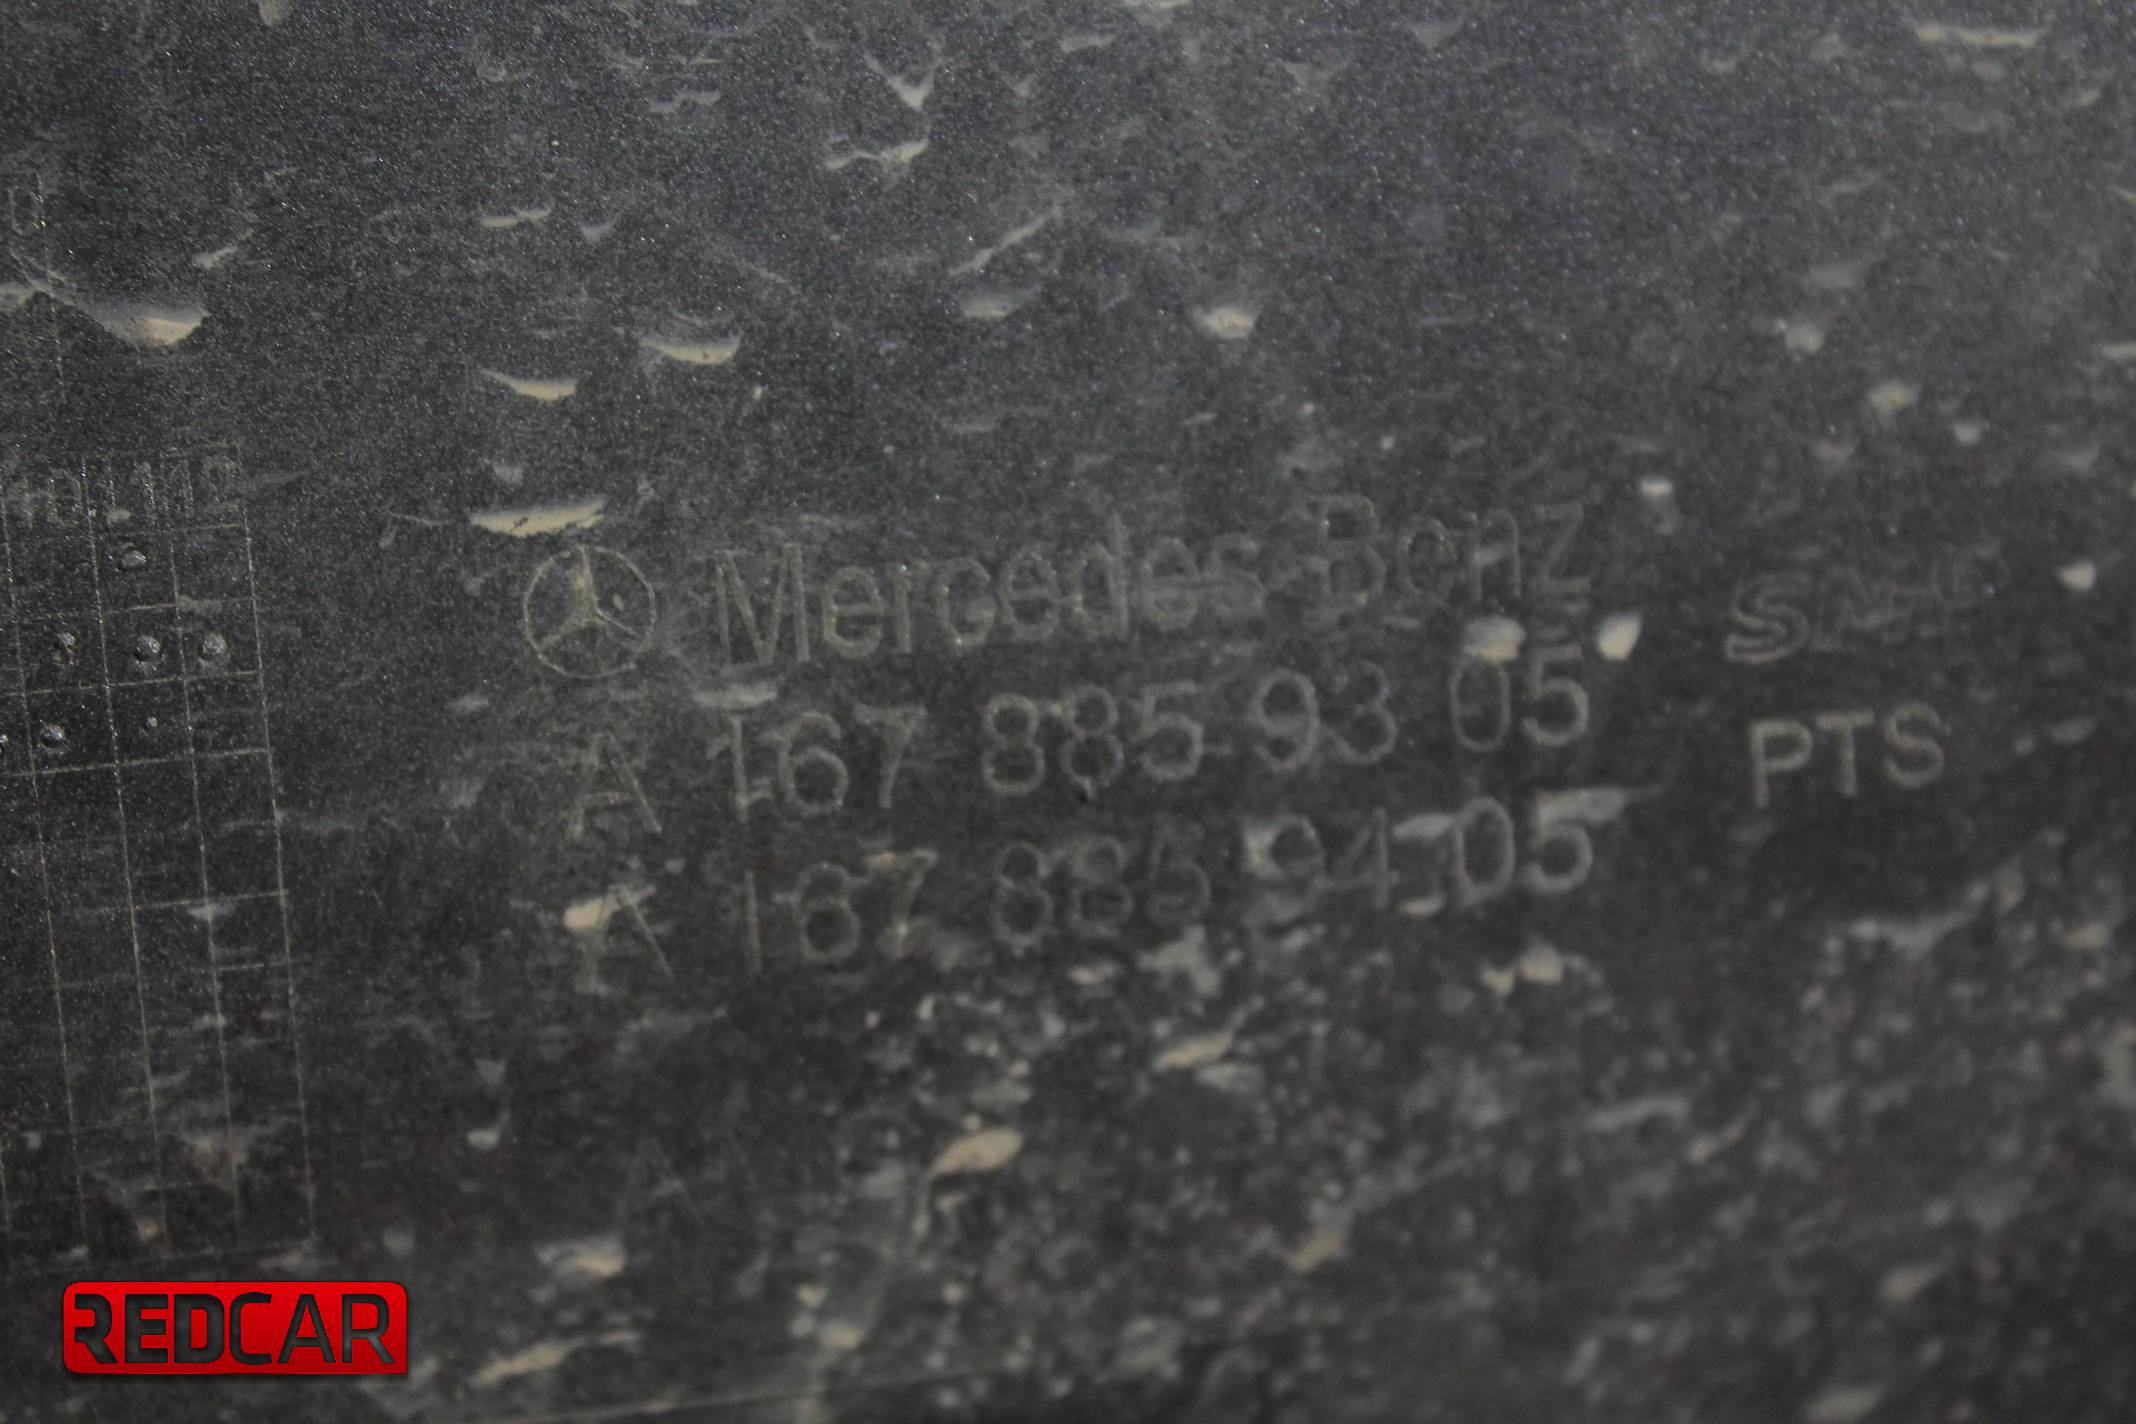 Mercedes-Benz
A 167 885 93 05
PTS
A 167 885 94 05
REDCAR